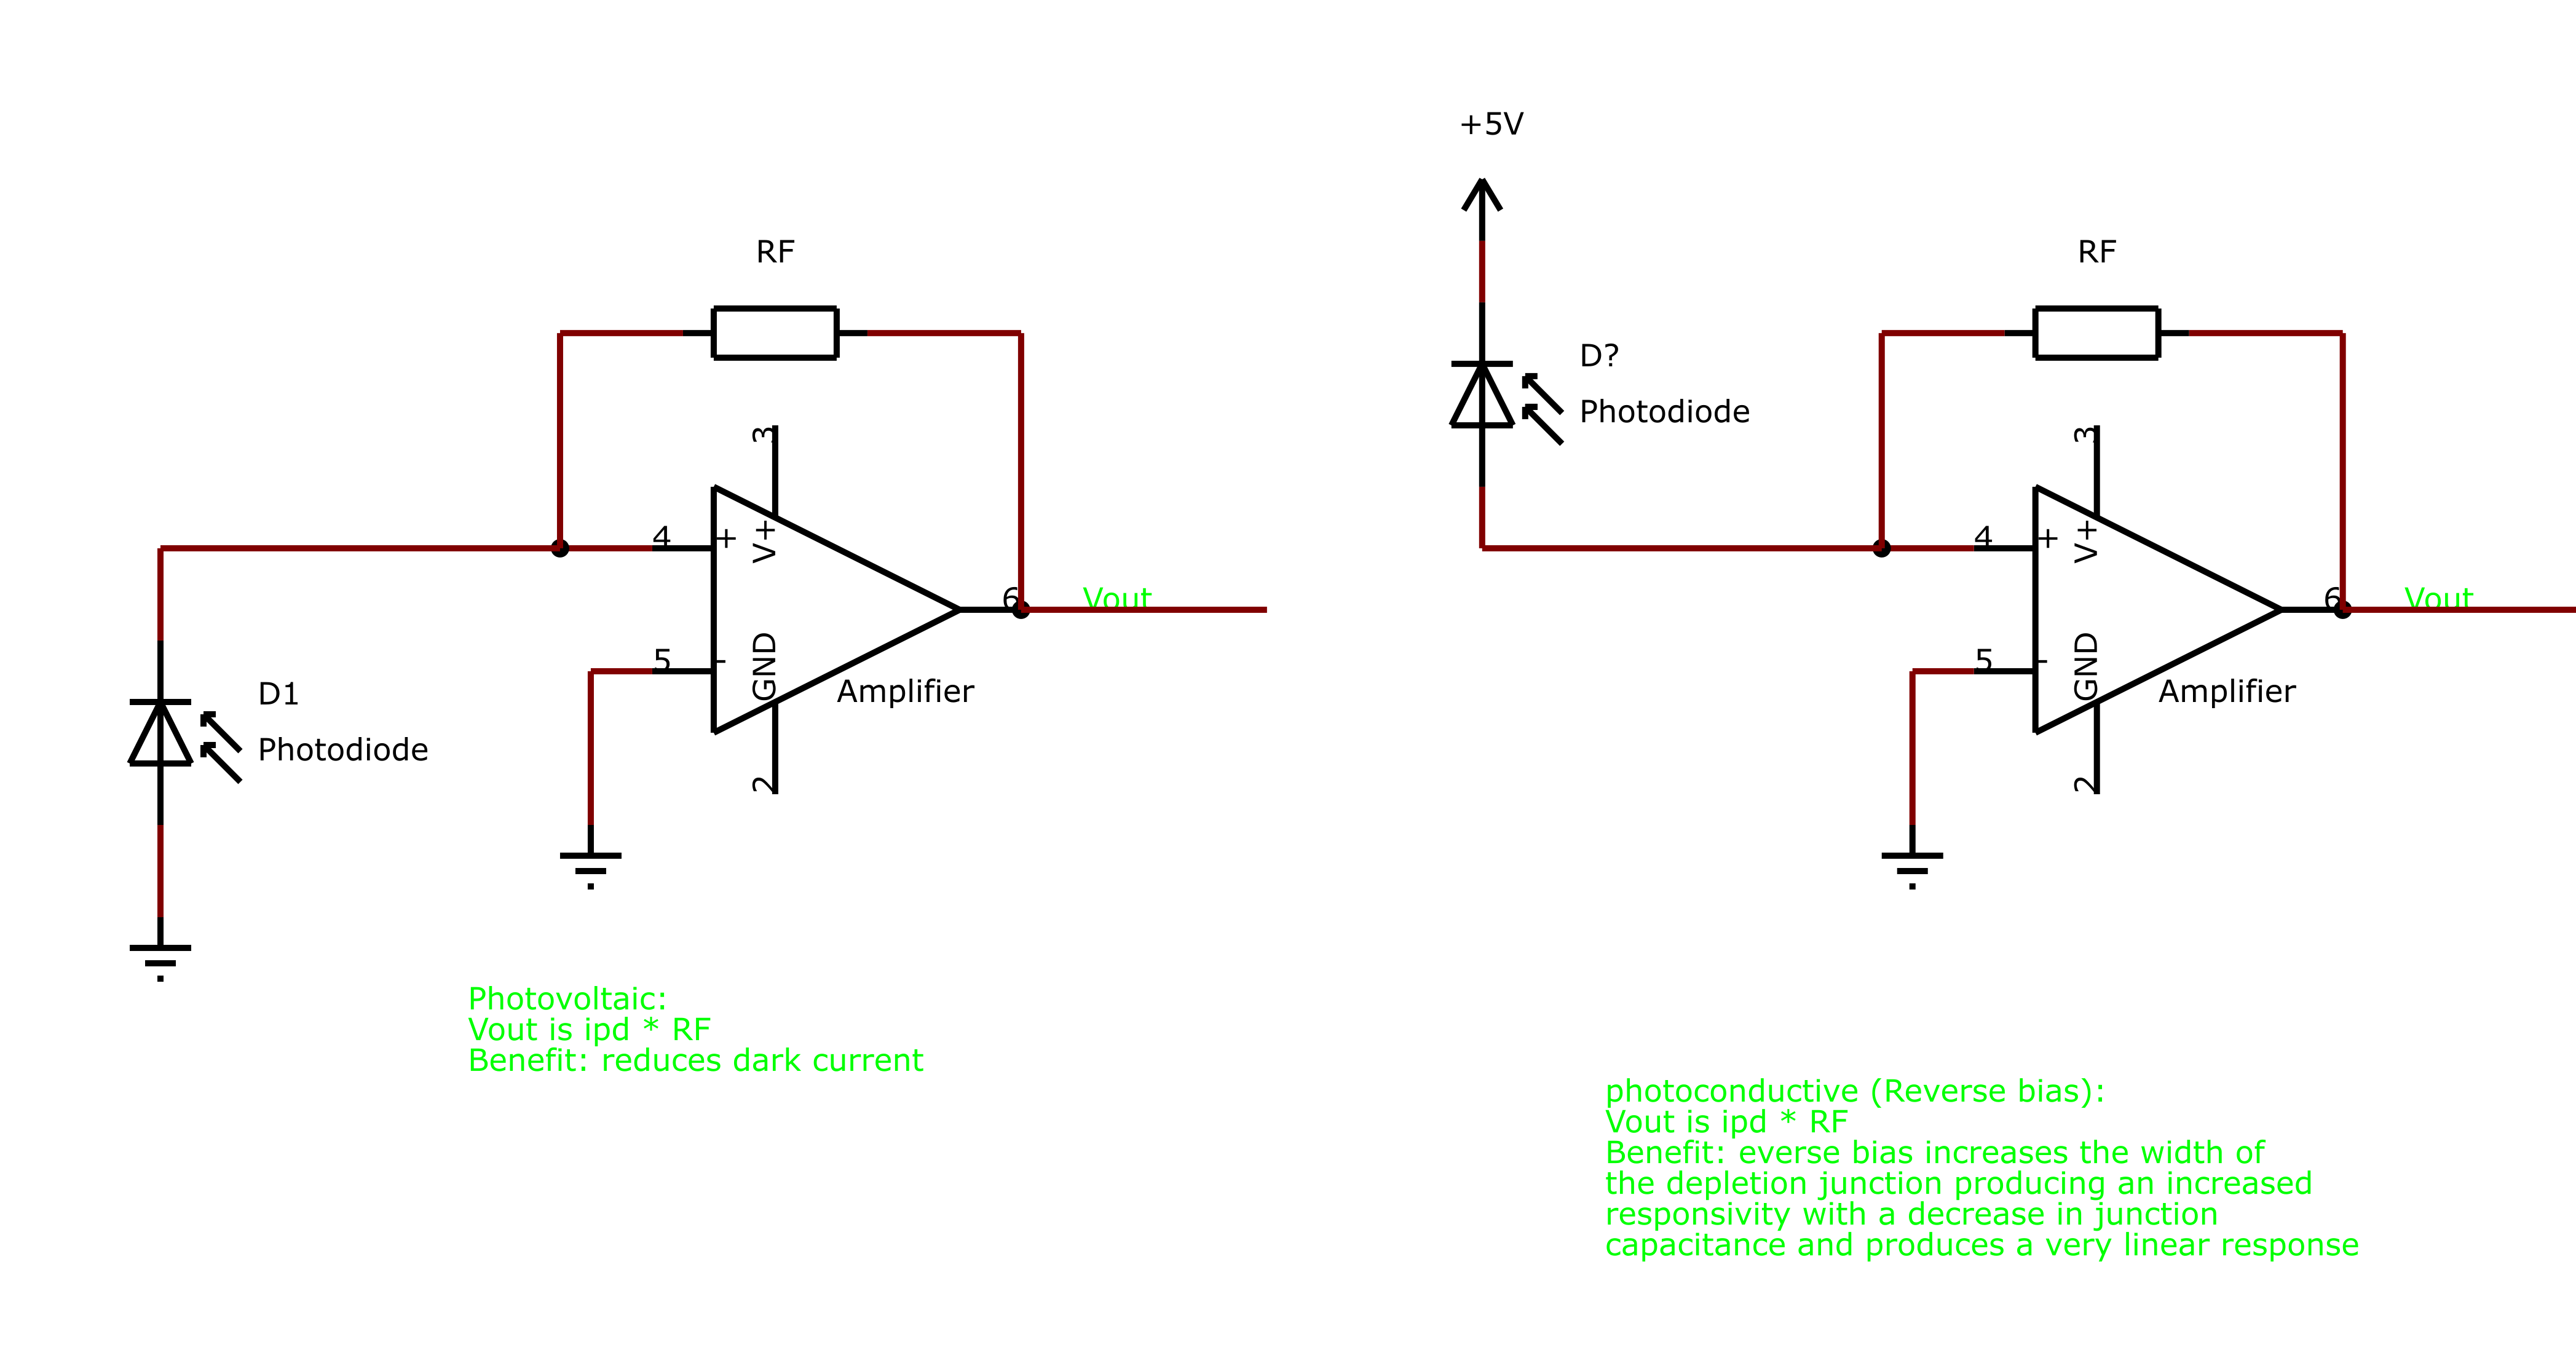 +5V
RF
RF
3
3
D?
Photodiode
4
+
V+
4
+
V+
6
Vout
6
Vout
5
-
GND
5
-
GND
D1
Amplifier
Amplifier
Photodiode
2
2
Photovoltaic:
Vout is ipd * RF
Benefit: reduces dark current
photoconductive (Reverse bias):
Vout is ipd * RF
Benefit: everse bias increases the width of
the depletion junction producing an increased
responsivity with a decrease in junction
capacitance and produces a very linear response